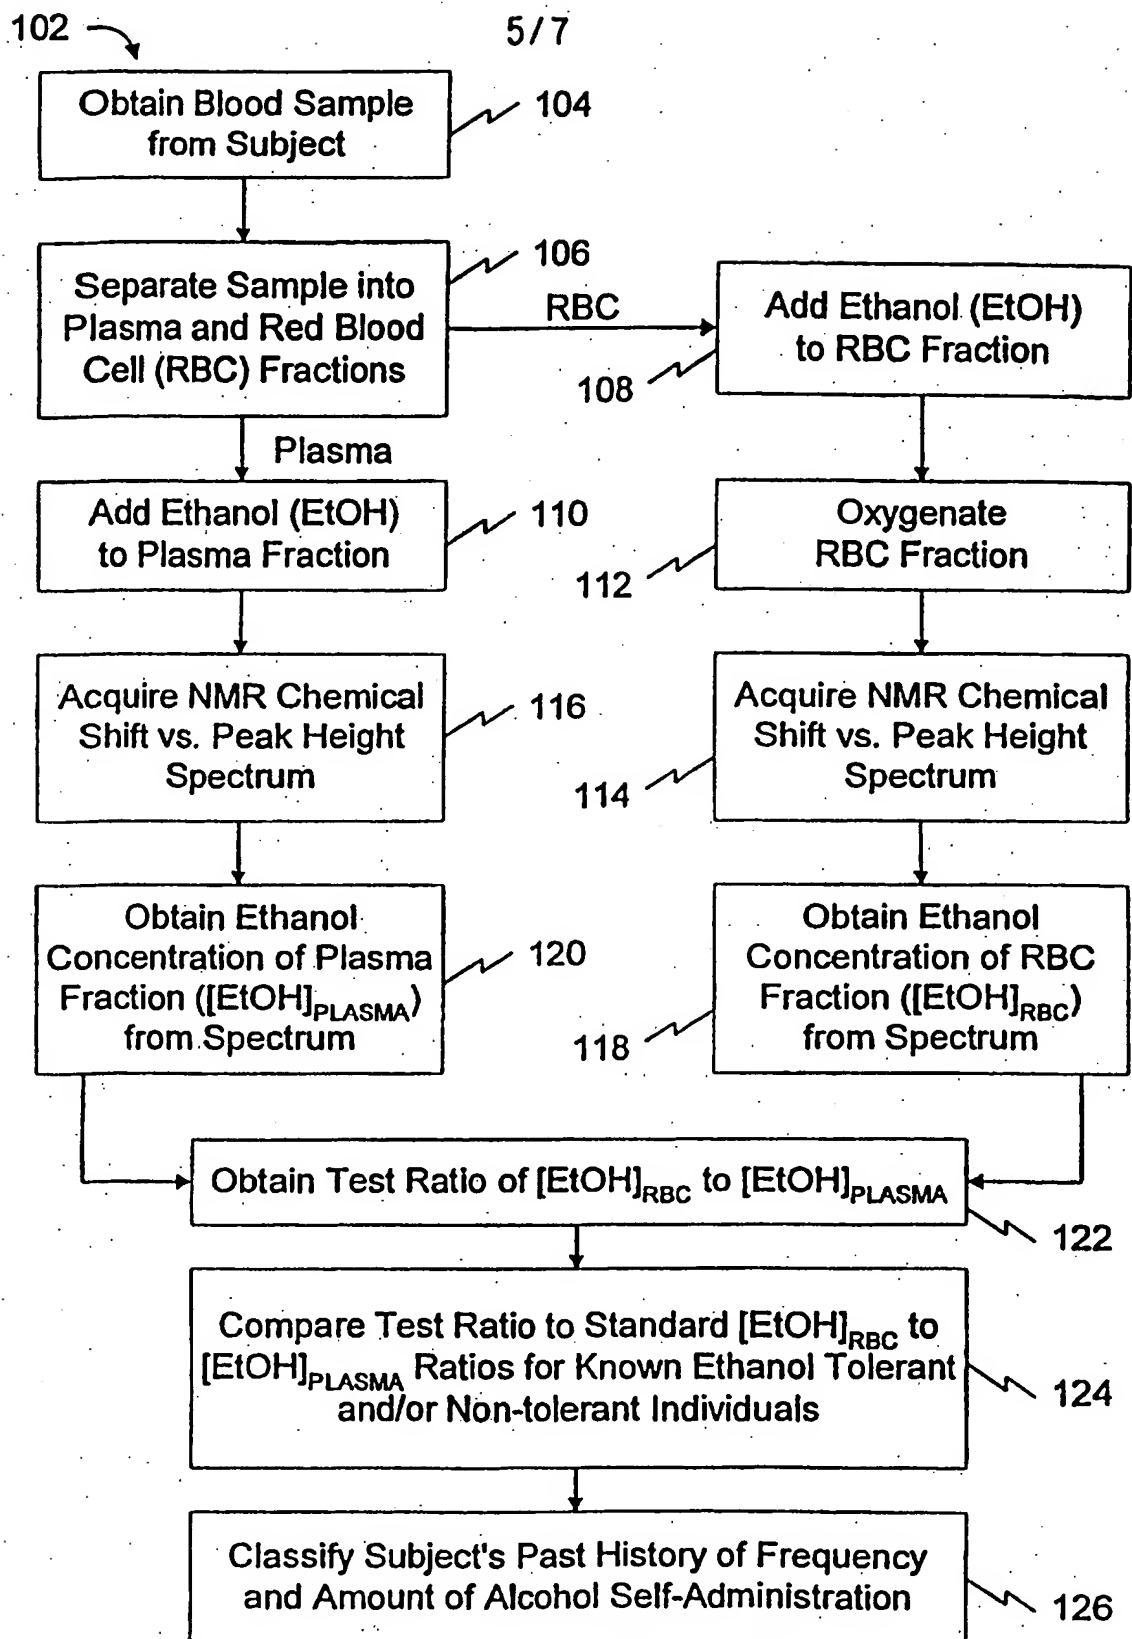 102
5/7
Obtain Blood Sample
from Subject
104
Separate Sample into
Plasma and Red Blood
Cell (RBC) Fractions
106
RBC
Add Ethanol (EtOH)
to RBC Fraction
108
Plasma
Add Ethanol (EtOH)
to Plasma Fraction
110
Oxygenate
RBC Fraction
112
Acquire NMR Chemical
Shift vs. Peak Height
Spectrum
116
Acquire NMR Chemical
Shift vs. Peak Height
Spectrum
114
Obtain Ethanol
Concentration of Plasma
Fraction ([EtOH]PLASMA)
from Spectrum
120
Obtain Ethanol
Concentration of RBC
Fraction ([EtOH]RBC)
from Spectrum
118
Obtain Test Ratio of [EtOH]RBC to [EtOH]PLASMA
122
Compare Test Ratio to Standard [EtOH]RBC to
[EtOH]PLASMA Ratios for Known Ethanol Tolerant
and/or Non-tolerant Individuals
124
Classify Subject's Past History of Frequency
and Amount of Alcohol Self-Administration
126